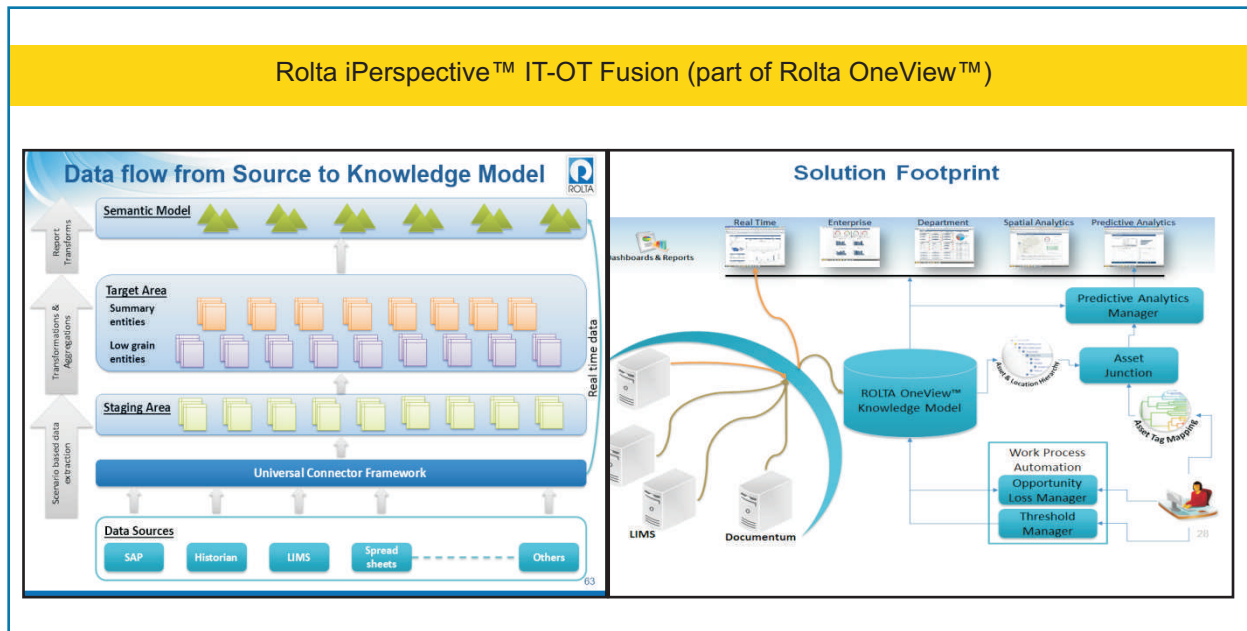 Rolta iPerspective™ IT-OT Fusion (part of Rolta OneView™)
Data flow from Source to Knowledge Model
ROLTA
Report
Transforms
Semantic Model
Transformations &
Aggregations
Target Area
Summary
entities
Low grain
entities
Real time data
Scenario based data
extraction
Staging Area
Universal Connector Framework
Data Sources
SAP
Historian
LIMS
Spread
sheets
Others
63
Solution Footprint
Real Time
Enterprise
Department
Spatial Analytics
Predictive Analytics
Dashboards & Reports
Predictive Analytics
Manager
ROLTA OneView™
Knowledge Model
Asset & Location Hierarchy
Asset
Junction
Asset Tag Mapping
Work Process
Automation
Opportunity
Loss Manager
Threshold
Manager
LIMS
Documentum
28